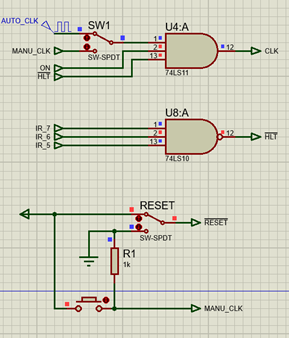 AUTO_CLK
SW1
U4:A
MANU_CLK
1
2
13
12
CLK
ON
SW-SPDT
HLT
74LS11
U8:A
IR_7
IR_6
IR_5
1
2
13
12
HLT
74LS10
RESET
RESET
SW-SPDT
R1
1k
MANU_CLK